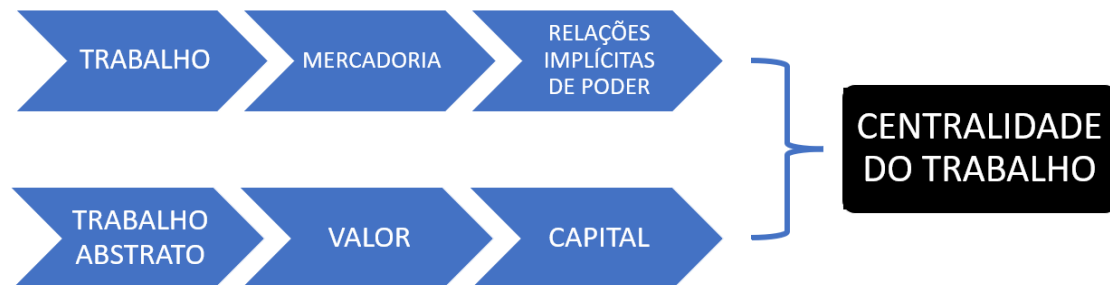 TRABALHO
MERCADORIA
RELAÇÕES
IMPLÍCITAS
DE PODER
TRABALHO
ABSTRATO
VALOR
CAPITAL
CENTRALIDADE
DO TRABALHO